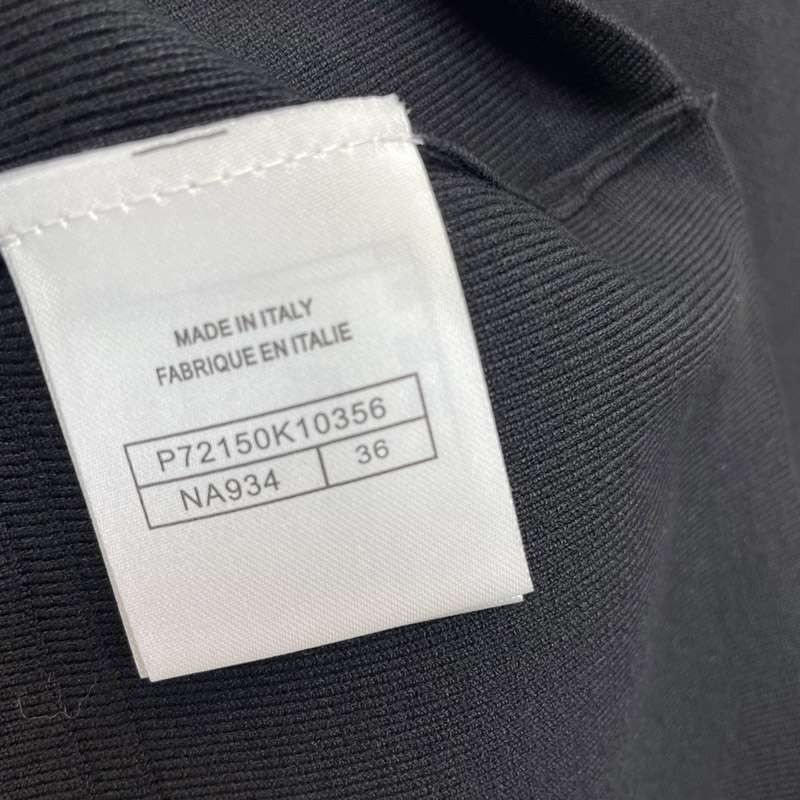 MADE IN ITALY
FABRIQUE EN ITALIE
P72150K10356
NA934 36